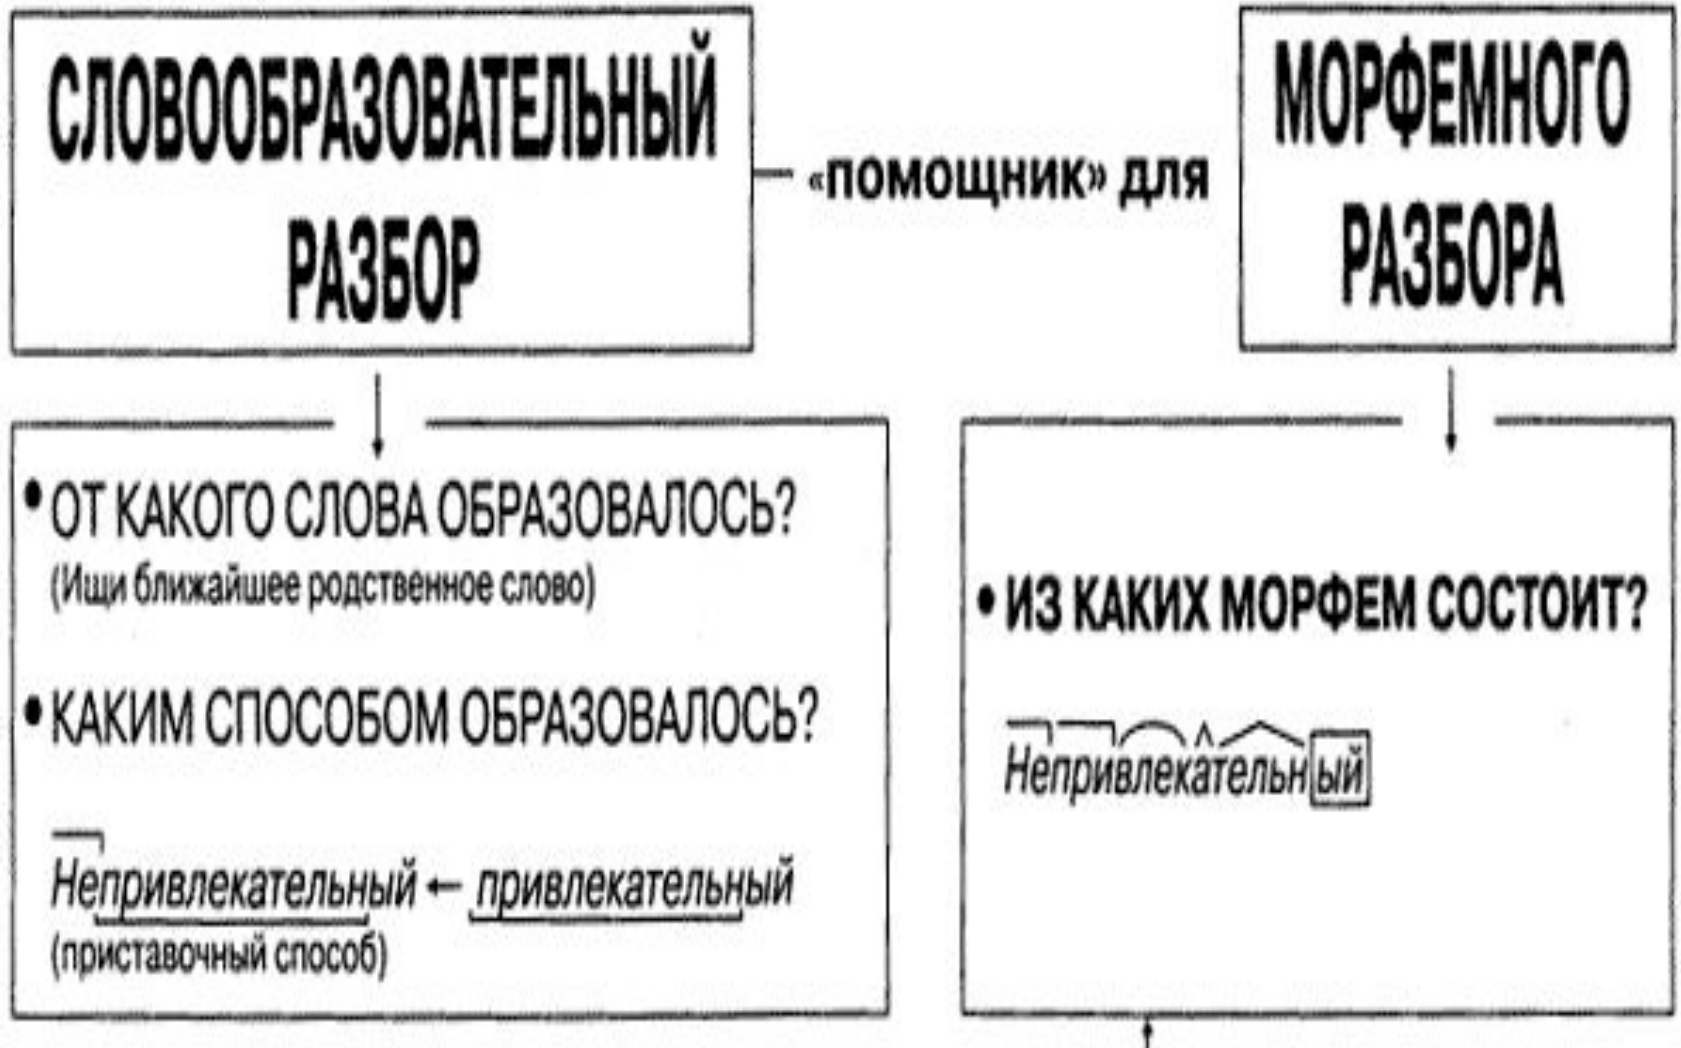 СЛОВООБРАЗОВАТЕЛЬНЫЙ
РАЗБОР
«ПОМОЩНИК» ДЛЯ
МОРФЕМНОГО
РАЗБОРА
• ОТ КАКОГО СЛОВА ОБРАЗОВАЛОСЬ?
(Ищи ближайшее родственное слово)
• КАКИМ СПОСОБОМ ОБРАЗОВАЛОСЬ?
Непривлекательный ← привлекательный
(приставочный способ)
• ИЗ КАКИХ МОРФЕМ СОСТОИТ?
Непривлекательный